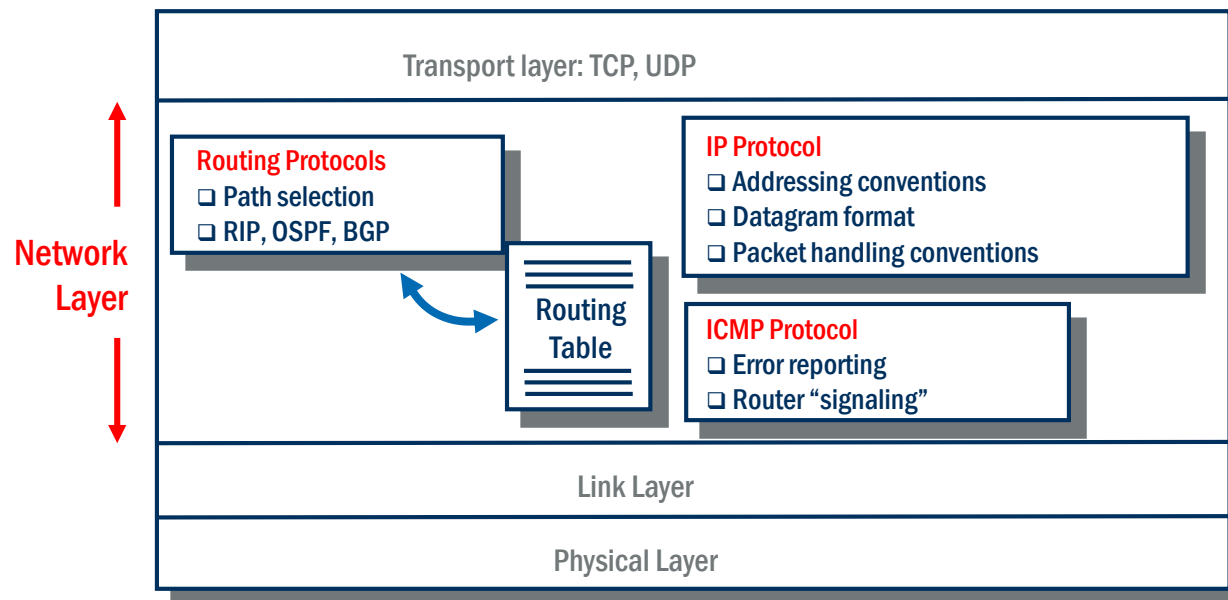 Transport layer: TCP, UDP
Network
Layer
Routing Protocols
❑ Path selection
❑ RIP, OSPF, BGP
Routing
Table
IP Protocol
❑ Addressing conventions
❑ Datagram format
❑ Packet handling conventions
ICMP Protocol
❑ Error reporting
❑ Router “signaling”
Link Layer
Physical Layer